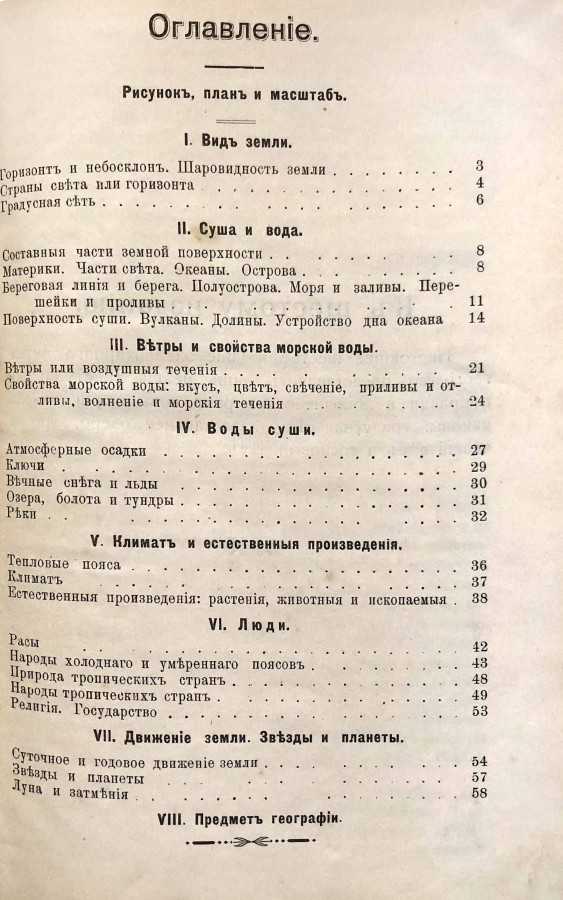 Оглавленіе.
Рисунокъ, планъ и масштабъ.
I. Видъ земли.
Горизонтъ и небосклонъ. Шаровидность земли . . . . . . . . 3
Страны свѣта или горизонта . . . . . . . . . . . . 4
Градусная сѣть . . . . . . . . . . . . . . . . 6
II. Суша и вода.
Составныя части земной поверхности . . . . . . . . . . 8
Материки. Части свѣта. Океаны. Острова . . . . . . . . . 8
Береговая линія и берега. Полуострова. Моря и заливы. Пере-
шейки и проливы . . . . . . . . . . . . . . 11
Поверхность суши. Вулканы. Долины. Устройство дна океана 14
III. Вѣтры и свойства морской воды.
Вѣтры или воздушныя теченія . . . . . . . . . . . 21
Свойства морской воды: вкусъ, цвѣтъ, свѣченіе, приливы и от-
ливы, волненіе и морскія теченія . . . . . . . . 24
IV. Воды суши.
Атмосферные осадки . . . . . . . . . . . . . . 27
Ключи . . . . . . . . . . . . . . . . . . 29
Вѣчные снѣга и льды . . . . . . . . . . . . . . 30
Озера, болота и тундры . . . . . . . . . . . . . 31
Рѣки . . . . . . . . . . . . . . . . . . 32
V. Климатъ и естественныя произведенія.
Тепловые пояса . . . . . . . . . . . . . . . . 36
Климатъ . . . . . . . . . . . . . . . . . 37
Естественныя произведенія: растенія, животныя и ископаемыя . 38
VI. Люди.
Расы . . . . . . . . . . . . . . . . . . 42
Народы холоднаго и умѣреннаго поясовъ . . . . . . . . 43
Природа тропическихъ странъ . . . . . . . . . . . . 48
Народы тропическихъ странъ . . . . . . . . . . . . 49
Религія. Государство . . . . . . . . . . . . . . 53
VII. Движеніе земли. Звѣзды и планеты.
Суточное и годовое движеніе земли . . . . . . . . . . 54
Звѣзды и планеты . . . . . . . . . . . . . . . 57
Луна и затмѣнія . . . . . . . . . . . . . . . 58
VIII. Предметъ географіи.